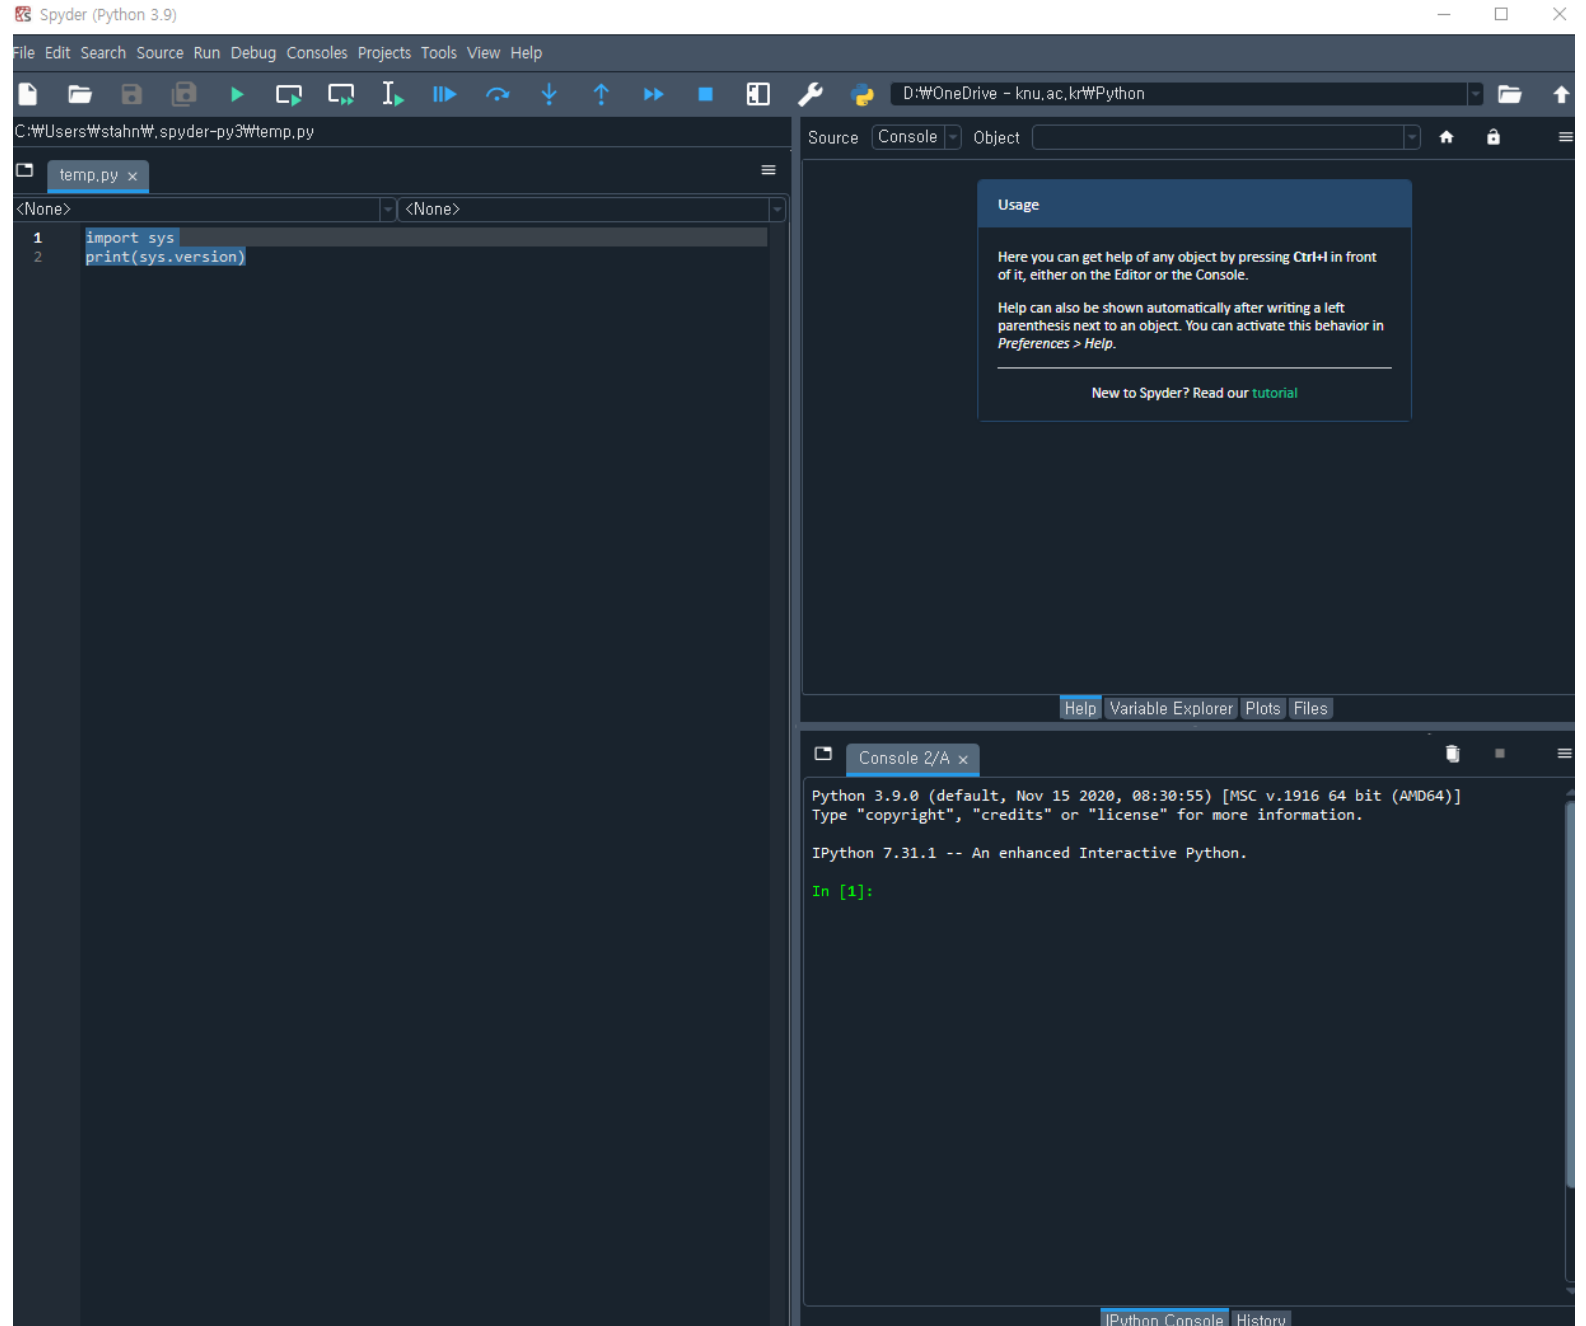 Spyder (Python 3.9)
File Edit Search Source Run Debug Consoles Projects Tools View Help
D:₩OneDrive - knu.ac.kr₩Python
C:₩Users₩stahn₩.spyder-py3₩temp.py
temp.py
<None> <None>
1 import sys
2 print(sys.version)
Source Console Object
Usage
Here you can get help of any object by pressing Ctrl+I in front
of it, either on the Editor or the Console.
Help can also be shown automatically after writing a left
parenthesis next to an object. You can activate this behavior in
Preferences > Help.
New to Spyder? Read our tutorial
Help Variable Explorer Plots Files
Console 2/A
Python 3.9.0 (default, Nov 15 2020, 08:30:55) [MSC v.1916 64 bit (AMD64)]
Type "copyright", "credits" or "license" for more information.
IPython 7.31.1 -- An enhanced Interactive Python.
In [1]:
IPython Console History